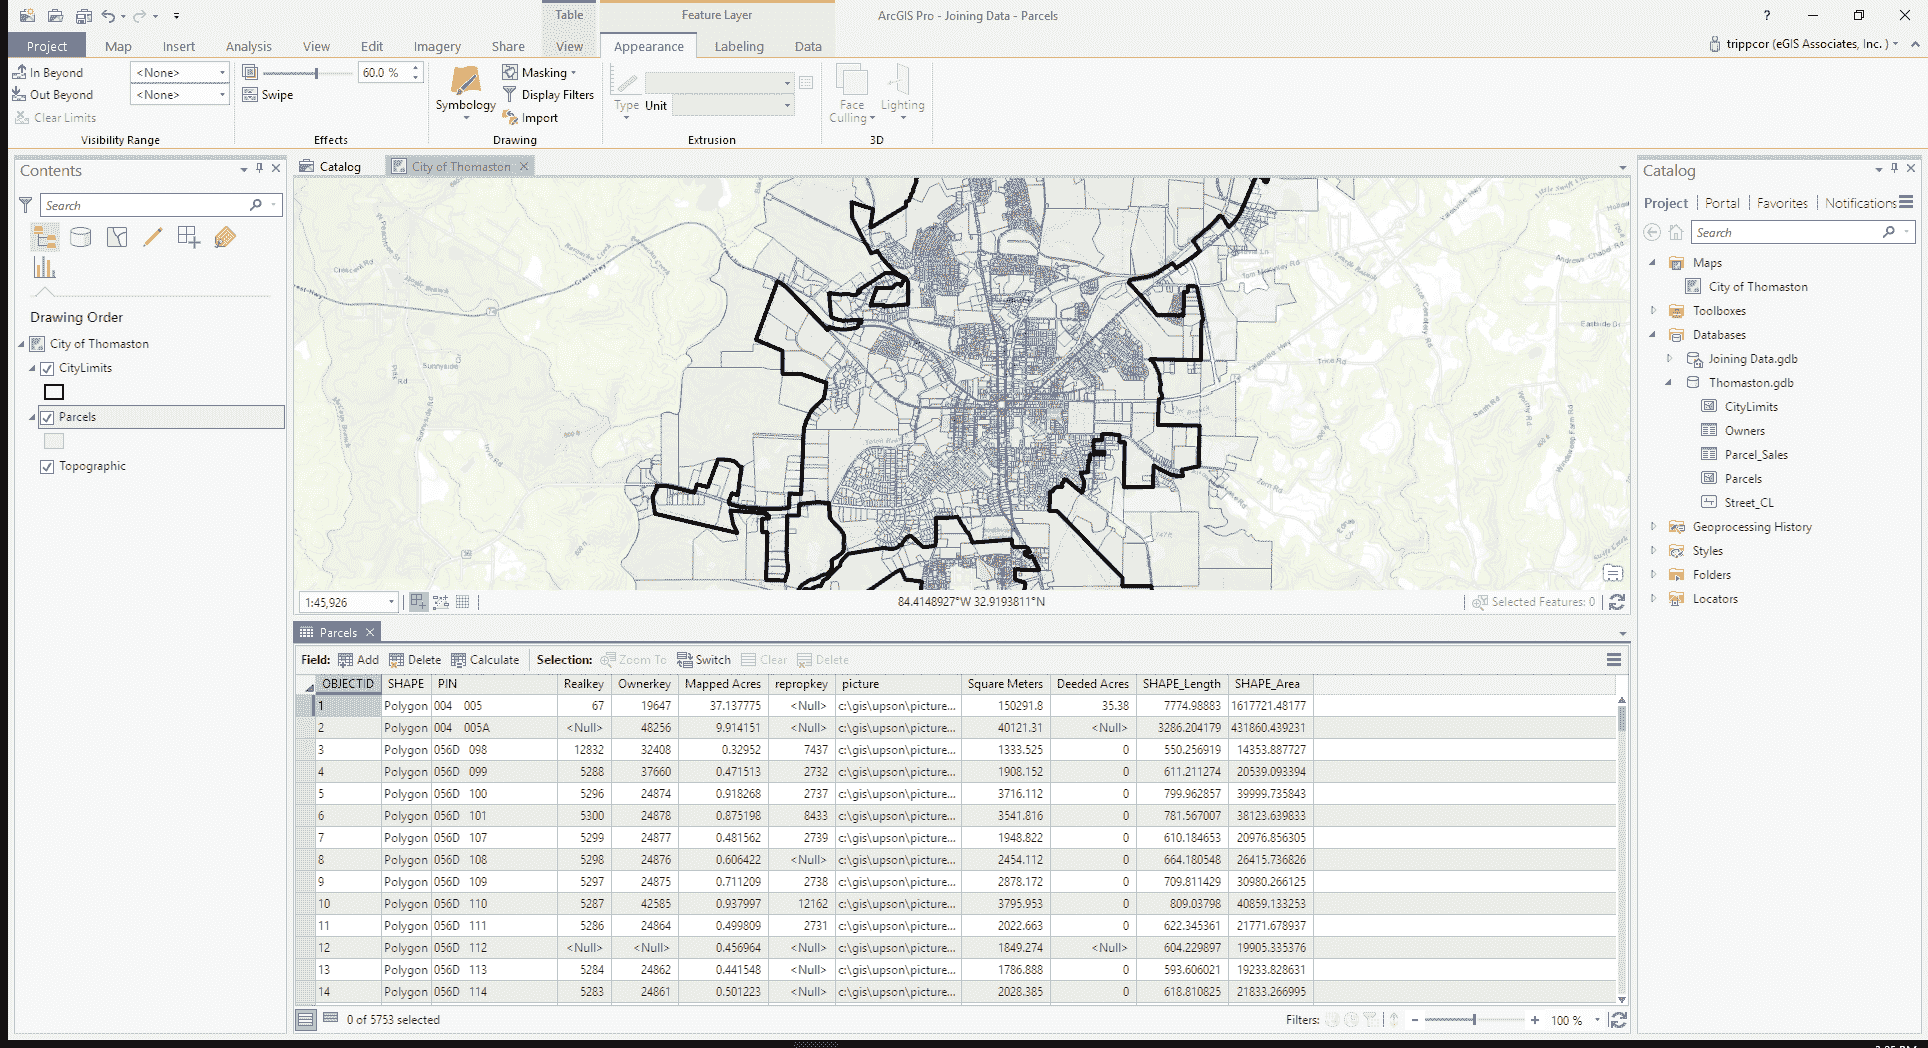 Table
Feature Layer
ArcGIS Pro - Joining Data - Parcels
?
Project Map Insert Analysis View Edit Imagery Share View Appearance Labeling Data
trippcor (eGIS Associates, Inc.)
In Beyond <None>
Out Beyond <None>
Clear Limits
Visibility Range
60.0 %
Swipe
Effects
Symbology
Masking
Display Filters
Import
Drawing
Type Unit
Extrusion
Face Culling
Lighting
3D
Contents
Search
Drawing Order
City of Thomaston
CityLimits
Parcels
Topographic
Catalog City of Thomaston
1:45,926
84.4148927°W 32.9193811°N
Selected Features: 0
Parcels
Field: Add Delete Calculate Selection: Zoom To Switch Clear Delete
OBJECTID SHAPE PIN Realkey Ownerkey Mapped Acres repropkey picture Square Meters Deeded Acres SHAPE_Length SHAPE_Area
1 Polygon 004 005 67 19647 37.137775 <Null> c:\gis\upson\picture... 150291.8 35.38 7774.98883 1617721.48177
2 Polygon 004 005A <Null> 48256 9.914151 <Null> c:\gis\upson\picture... 40121.31 <Null> 3286.204179 431860.439231
3 Polygon 056D 098 12832 32408 0.32952 7437 c:\gis\upson\picture... 1333.525 0 550.256919 14353.887727
4 Polygon 056D 099 5288 37660 0.471513 2732 c:\gis\upson\picture... 1908.152 0 611.211274 20539.093394
5 Polygon 056D 100 5296 24874 0.918268 2737 c:\gis\upson\picture... 3716.112 0 799.962857 39999.735843
6 Polygon 056D 101 5300 24878 0.875198 8433 c:\gis\upson\picture... 3541.816 0 781.567007 38123.639833
7 Polygon 056D 107 5299 24877 0.481562 2739 c:\gis\upson\picture... 1948.822 0 610.184653 20976.856305
8 Polygon 056D 108 5298 24876 0.606422 <Null> c:\gis\upson\picture... 2454.112 0 664.180548 26415.736826
9 Polygon 056D 109 5297 24875 0.711209 2738 c:\gis\upson\picture... 2878.172 0 709.811429 30980.266125
10 Polygon 056D 110 5287 42585 0.937997 12162 c:\gis\upson\picture... 3795.953 0 809.03798 40859.133253
11 Polygon 056D 111 5286 24864 0.499809 2731 c:\gis\upson\picture... 2022.663 0 622.345361 21771.678937
12 Polygon 056D 112 <Null> <Null> 0.456964 <Null> c:\gis\upson\picture... 1849.274 <Null> 604.229897 19905.335376
13 Polygon 056D 113 5284 24862 0.441548 <Null> c:\gis\upson\picture... 1786.888 0 593.606021 19233.828631
14 Polygon 056D 114 5283 24861 0.501223 <Null> c:\gis\upson\picture... 2028.385 0 618.810825 21833.266995
0 of 5753 selected
Filters: - + 100 %
Catalog
Project Portal Favorites Notifications
Search
Maps
City of Thomaston
Toolboxes
Databases
Joining Data.gdb
Thomaston.gdb
CityLimits
Owners
Parcel_Sales
Parcels
Street_CL
Geoprocessing History
Styles
Folders
Locators